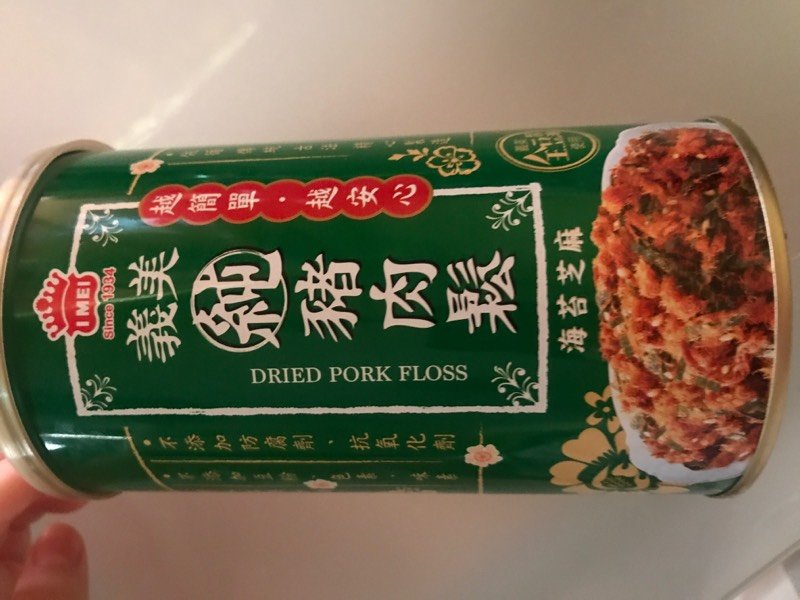 越簡單・越安心
I MEI
Since 1934
義美
純豬肉鬆
DRIED PORK FLOSS
海苔芝麻
・不添加防腐劑、抗氧化劑